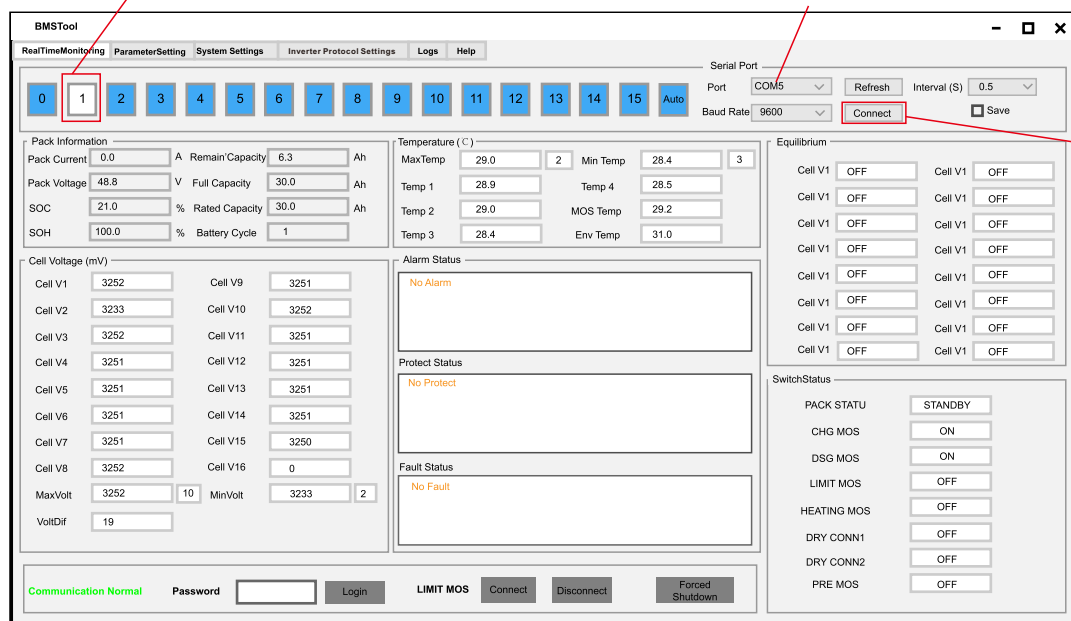 BMSTool
RealTimeMonitoring ParameterSetting System Settings Inverter Protocol Settings Logs Help
Serial Port
0 1 2 3 4 5 6 7 8 9 10 11 12 13 14 15 Auto
Port COM5 Refresh Interval (S) 0.5
Baud Rate 9600 Connect Save
Pack Information
Pack Current 0.0 A Remain'Capacity 6.3 Ah
Pack Voltage 48.8 V Full Capacity 30.0 Ah
SOC 21.0 % Rated Capacity 30.0 Ah
SOH 100.0 % Battery Cycle 1
Temperature (℃)
MaxTemp 29.0 2 Min Temp 28.4 3
Temp 1 28.9 Temp 4 28.5
Temp 2 29.0 MOS Temp 29.2
Temp 3 28.4 Env Temp 31.0
Equilibrium
Cell V1 OFF Cell V1 OFF
Cell V1 OFF Cell V1 OFF
Cell V1 OFF Cell V1 OFF
Cell V1 OFF Cell V1 OFF
Cell V1 OFF Cell V1 OFF
Cell V1 OFF Cell V1 OFF
Cell V1 OFF Cell V1 OFF
Cell V1 OFF Cell V1 OFF
Cell Voltage (mV)
Cell V1 3252 Cell V9 3251
Cell V2 3233 Cell V10 3252
Cell V3 3252 Cell V11 3251
Cell V4 3251 Cell V12 3251
Cell V5 3251 Cell V13 3251
Cell V6 3251 Cell V14 3251
Cell V7 3251 Cell V15 3250
Cell V8 3252 Cell V16 0
MaxVolt 3252 10 MinVolt 3233 2
VoltDif 19
Alarm Status
No Alarm
Protect Status
No Protect
Fault Status
No Fault
SwitchStatus
PACK STATU STANDBY
CHG MOS ON
DSG MOS ON
LIMIT MOS OFF
HEATING MOS OFF
DRY CONN1 OFF
DRY CONN2 OFF
PRE MOS OFF
Communication Normal Password Login LIMIT MOS Connect Disconnect Forced
Shutdown